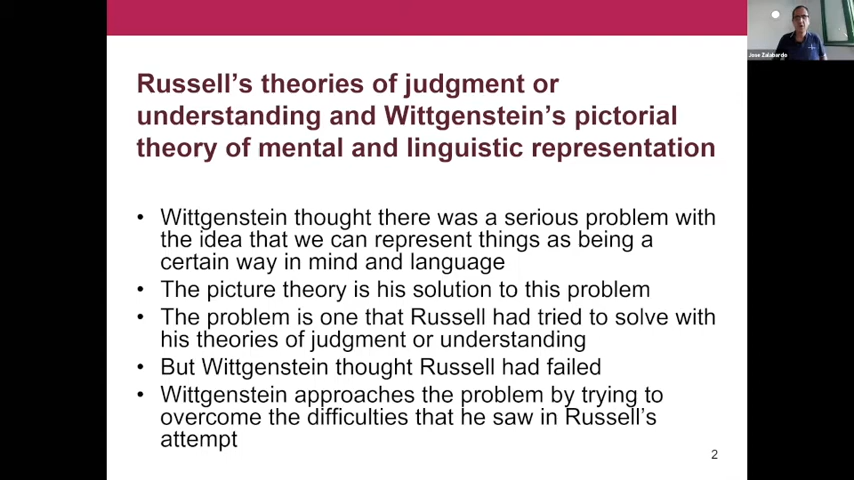 Jose Zalabardo
Russell's theories of judgment or
understanding and Wittgenstein's pictorial
theory of mental and linguistic representation
• Wittgenstein thought there was a serious problem with
the idea that we can represent things as being a
certain way in mind and language
• The picture theory is his solution to this problem
• The problem is one that Russell had tried to solve with
his theories of judgment or understanding
• But Wittgenstein thought Russell had failed
• Wittgenstein approaches the problem by trying to
overcome the difficulties that he saw in Russell's
attempt
2